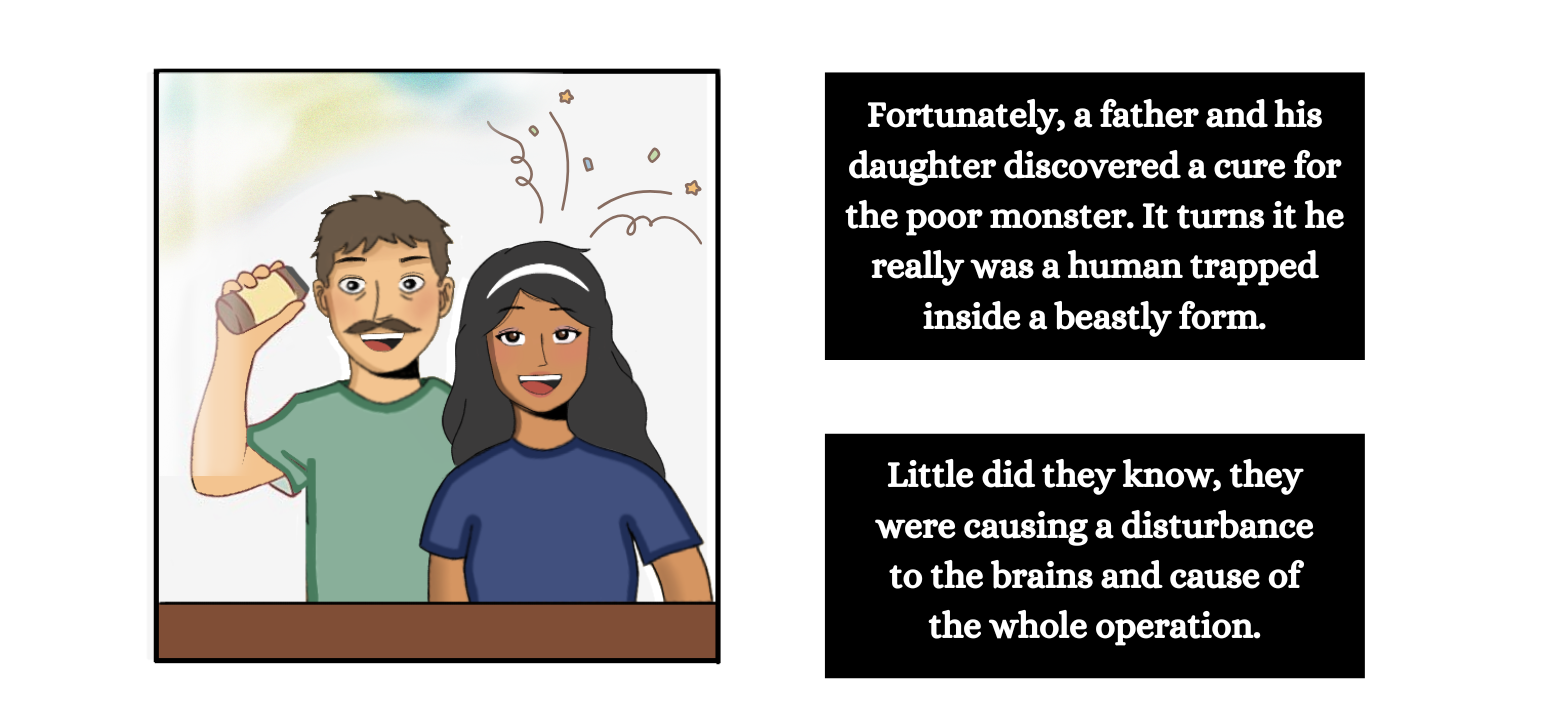 Fortunately, a father and his
daughter discovered a cure for
the poor monster. It turns it he
really was a human trapped
inside a beastly form.
Little did they know, they
were causing a disturbance
to the brains and cause of
the whole operation.